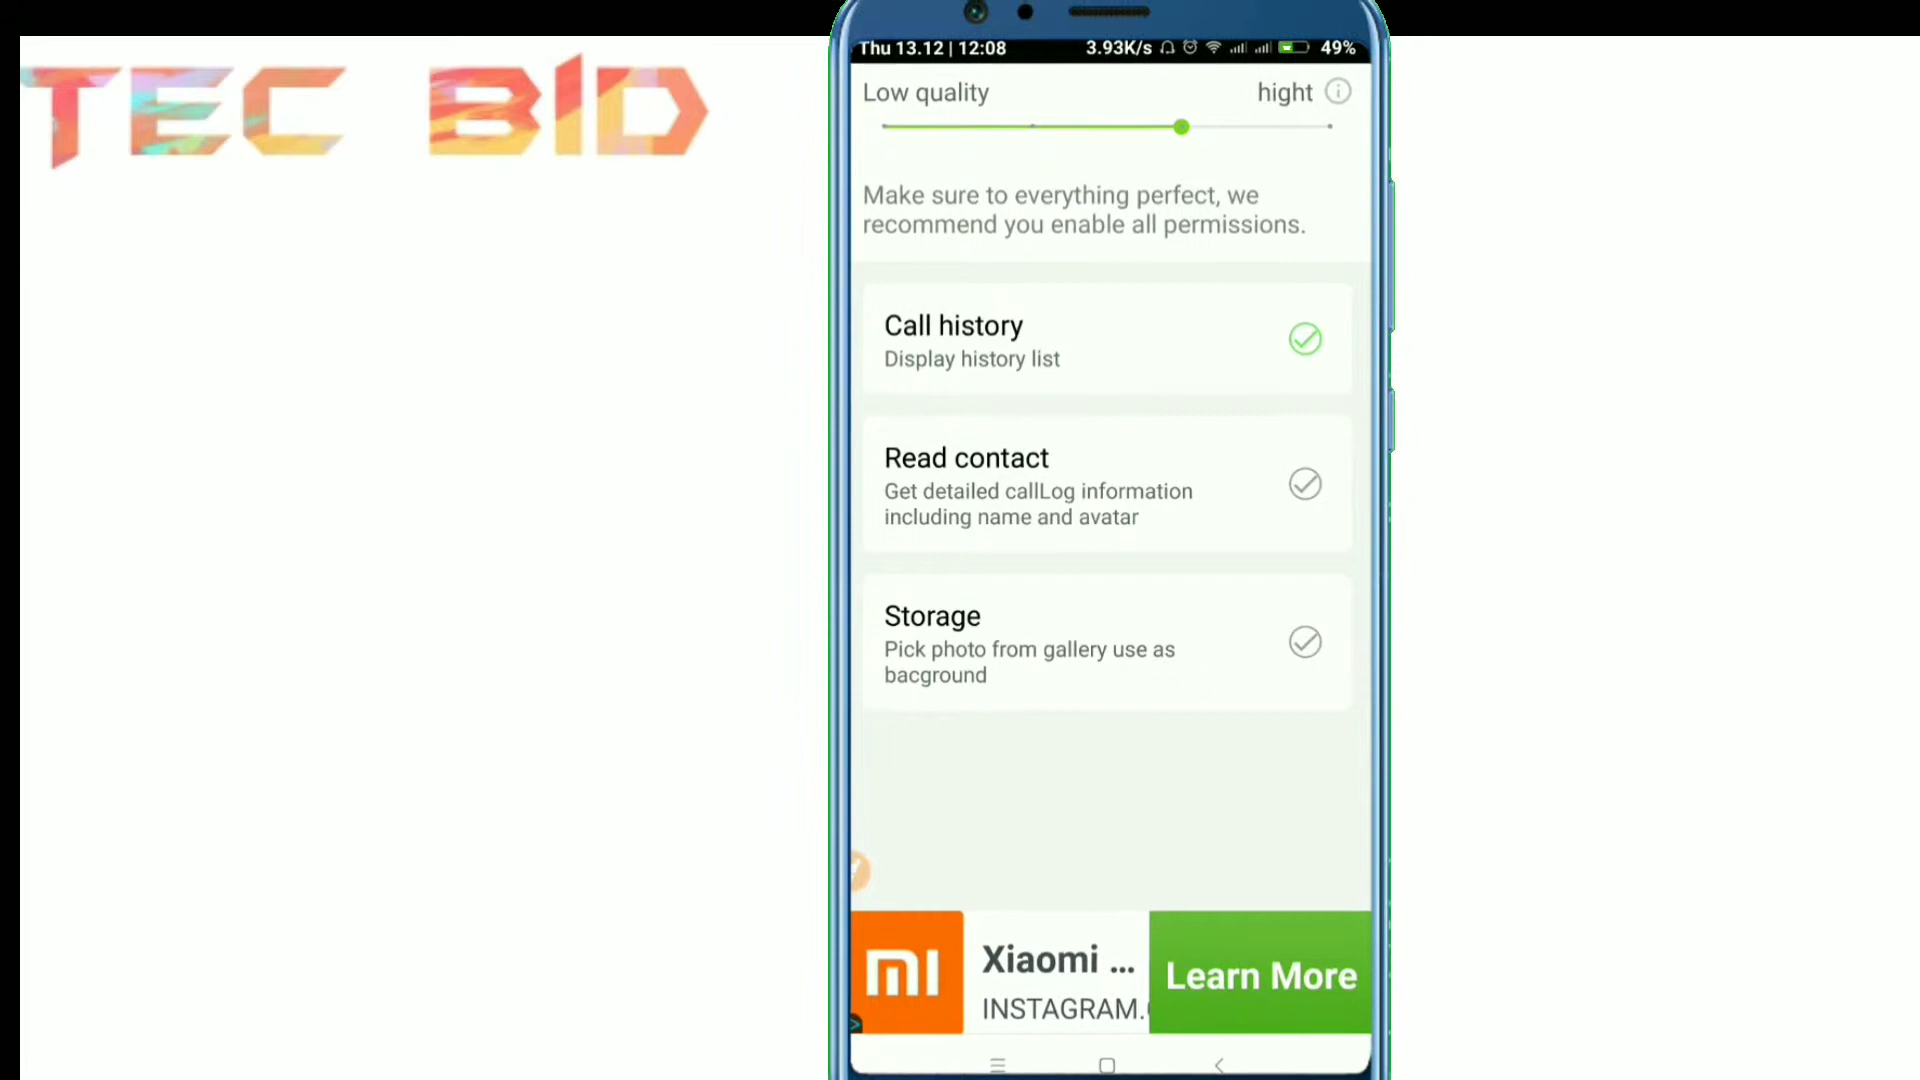 TEC BID
Thu 13.12 | 12:08 3.93K/s 49%
Low quality hight
Make sure to everything perfect, we
recommend you enable all permissions.
Call history
Display history list
Read contact
Get detailed callLog information
including name and avatar
Storage
Pick photo from gallery use as
bacground
mi
Xiaomi ...
INSTAGRAM.
Learn More